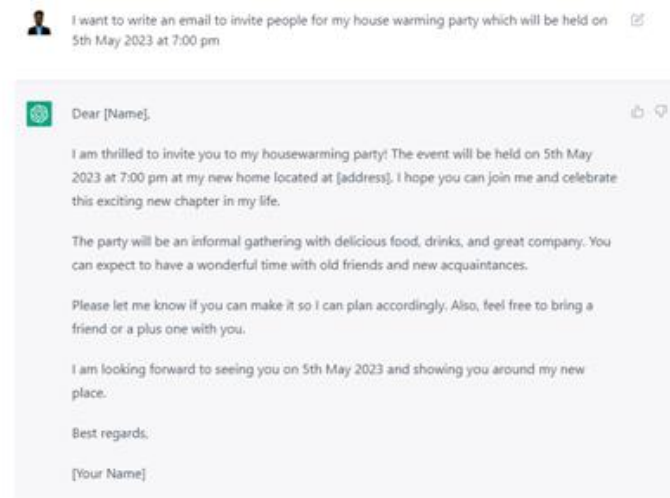 I want to write an email to invite people for my house warming party which will be held on
5th May 2023 at 7:00 pm
Dear [Name],
I am thrilled to invite you to my housewarming party! The event will be held on 5th May
2023 at 7:00 pm at my new home located at [address]. I hope you can join me and celebrate
this exciting new chapter in my life.
The party will be an informal gathering with delicious food, drinks, and great company. You
can expect to have a wonderful time with old friends and new acquaintances.
Please let me know if you can make it so I can plan accordingly. Also, feel free to bring a
friend or a plus one with you.
I am looking forward to seeing you on 5th May 2023 and showing you around my new
place.
Best regards,
[Your Name]